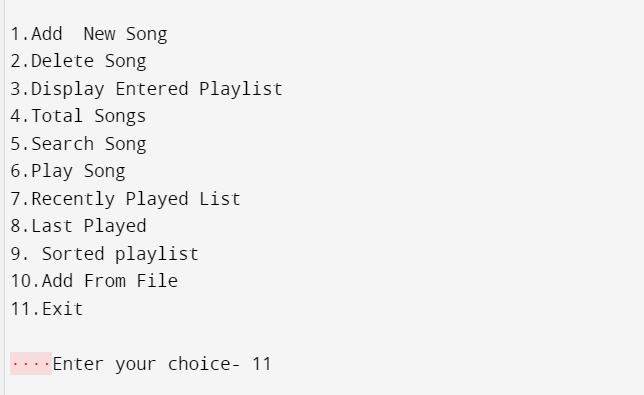 1.Add  New Song
2.Delete Song
3.Display Entered Playlist
4.Total Songs
5.Search Song
6.Play Song
7.Recently Played List
8.Last Played
9. Sorted playlist
10.Add From File
11.Exit
····Enter your choice- 11